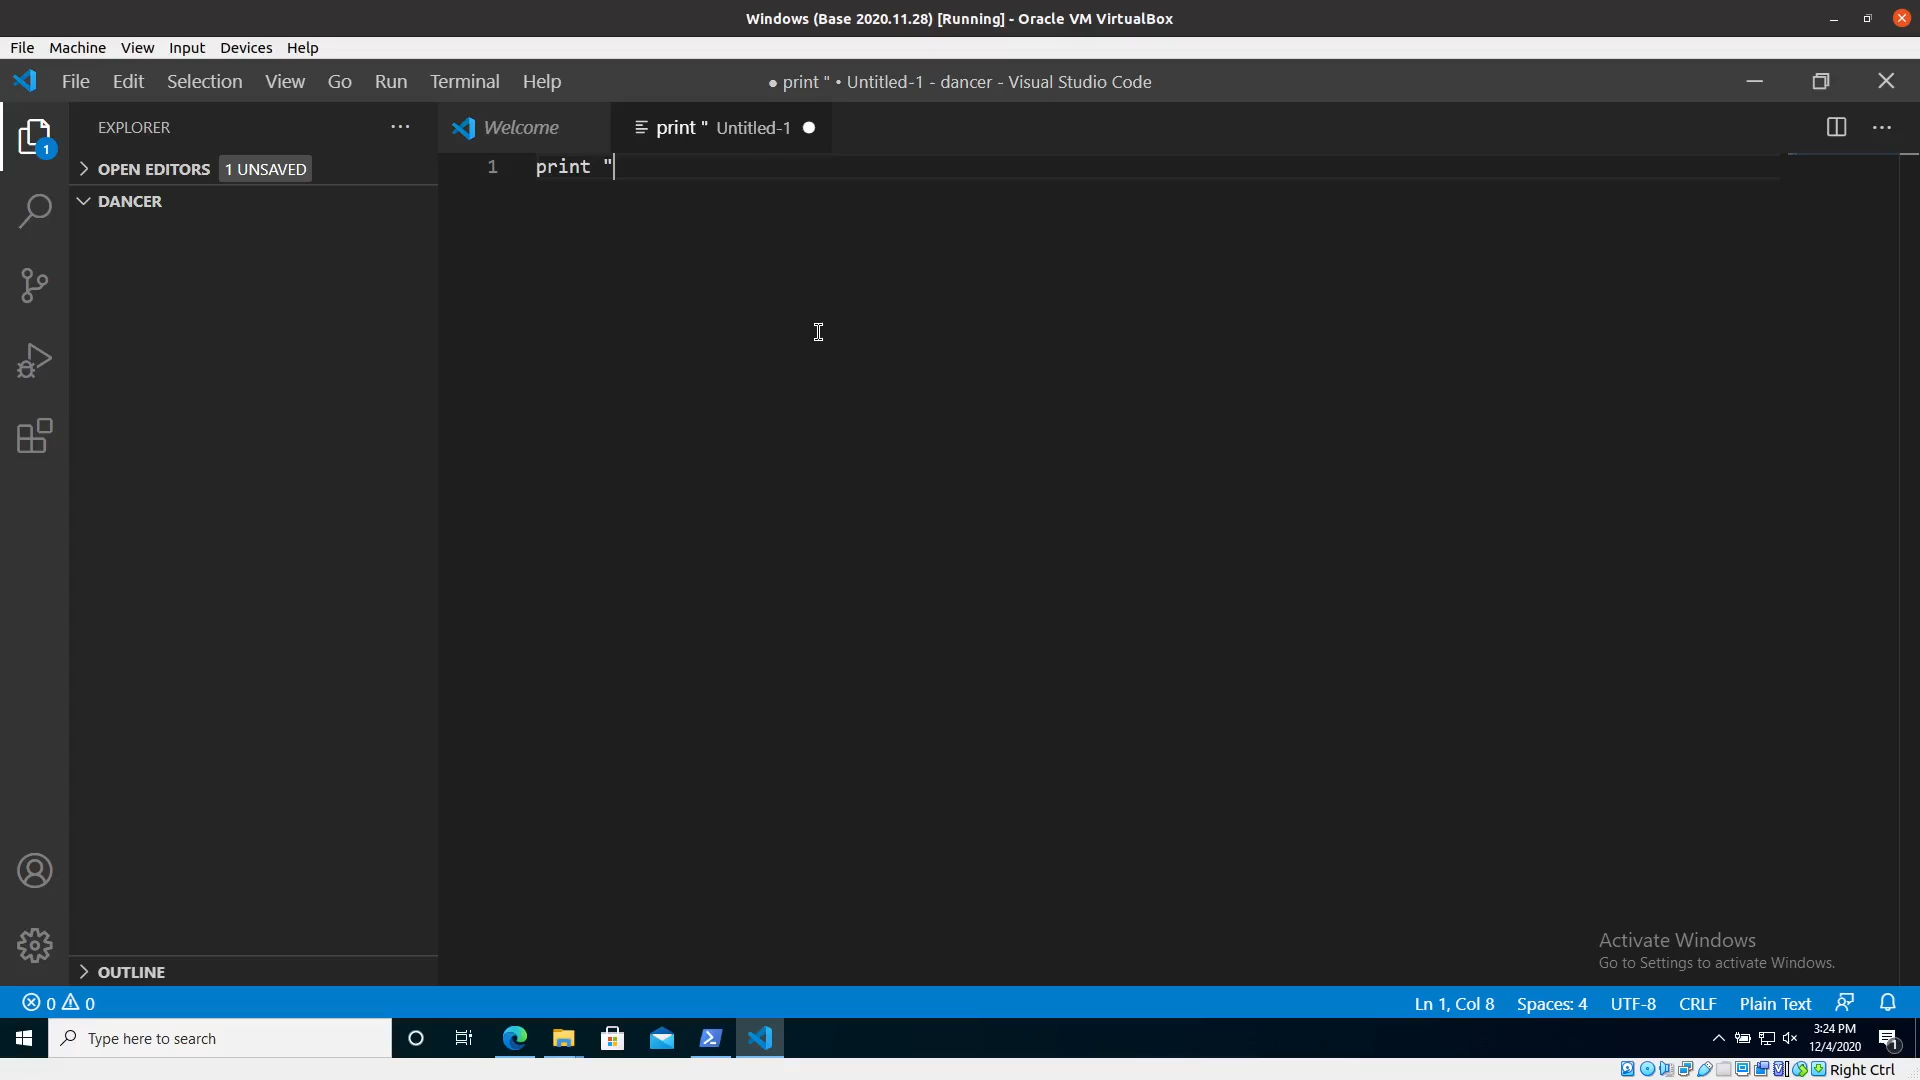 Windows (Base 2020.11.28) [Running] - Oracle VM VirtualBox
File Machine View Input Devices Help
File Edit Selection View Go Run Terminal Help
● print " • Untitled-1 - dancer - Visual Studio Code
EXPLORER
Welcome
print " Untitled-1
OPEN EDITORS 1 UNSAVED
DANCER
1 print "
1
OUTLINE
Activate Windows
Go to Settings to activate Windows.
0 0
Ln 1, Col 8 Spaces: 4 UTF-8 CRLF Plain Text
Type here to search
3:24 PM
12/4/2020
1
Right Ctrl